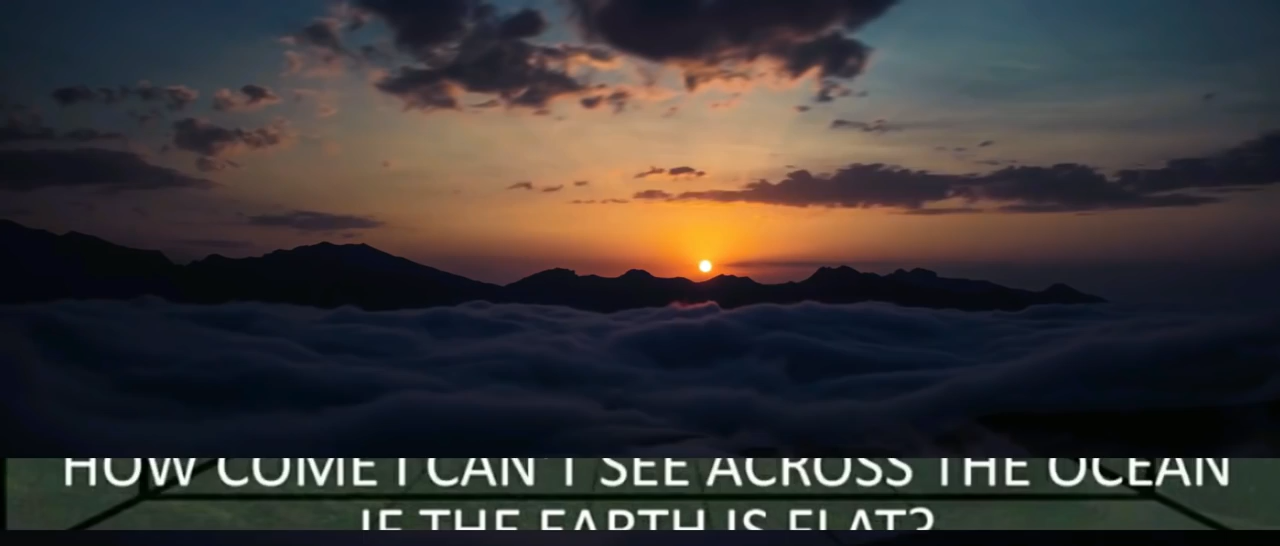 HOW COME I CAN'T SEE ACROSS THE OCEAN
IF THE EARTH IS FLAT?